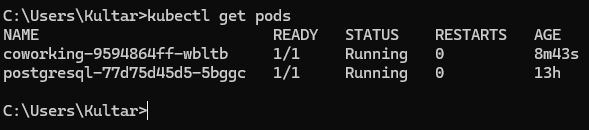 C:\Users\Kultar>kubectl get pods
NAME READY STATUS RESTARTS AGE
coworking-9594864ff-wbltb 1/1 Running 0 8m43s
postgresql-77d75d45d5-5bggc 1/1 Running 0 13h
C:\Users\Kultar>